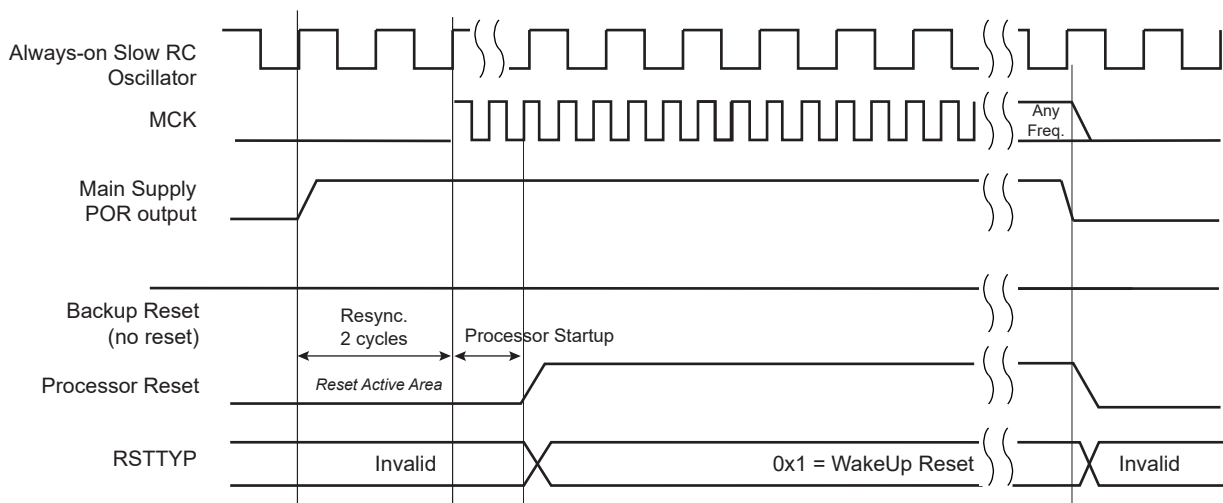 Always-on Slow RC
Oscillator
MCK
Any
Freq.
Main Supply
POR output
Backup Reset
(no reset)
Resync.
2 cycles
Processor Startup
Processor Reset
Reset Active Area
RSTTYP
Invalid
0x1 = WakeUp Reset
Invalid